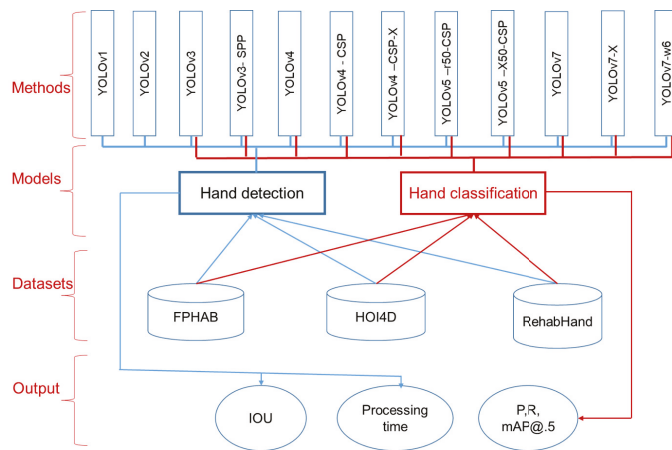 Methods
YOLOv1
YOLOv2
YOLOv3
YOLOv3- SPP
YOLOv4
YOLOv4 - CSP
YOLOv4 –CSP-X
YOLOv5 –r50-CSP
YOLOv5 –X50-CSP
YOLOv7
YOLOv7-X
YOLOv7-w6
Models
Hand detection
Hand classification
Datasets
FPHAB
HOI4D
RehabHand
Output
IOU
Processing
time
P,R,
mAP@.5